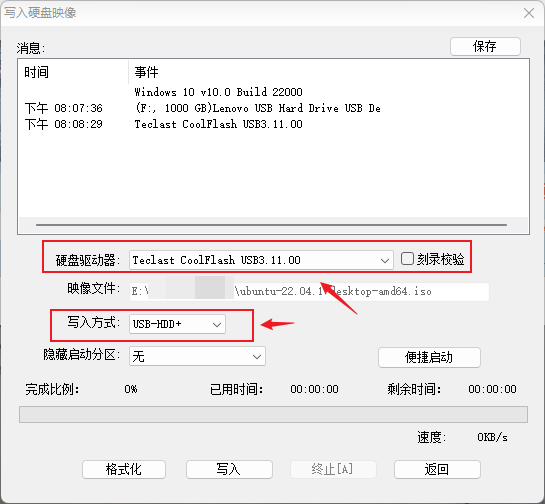 写入硬盘映像
消息:
保存
时间 事件
Windows 10 v10.0 Build 22000
下午 08:07:36 (F:, 1000 GB)Lenovo USB Hard Drive USB De
下午 08:08:29 Teclast CoolFlash USB3.11.00
硬盘驱动器: Teclast CoolFlash USB3.11.00 刻录校验
映像文件: E:\ \ubuntu-22.04.1 desktop-amd64.iso
写入方式: USB-HDD+
隐藏启动分区: 无 便捷启动
完成比例: 0% 已用时间: 00:00:00 剩余时间: 00:00:00
速度: 0KB/s
格式化 写入 终止[A] 返回